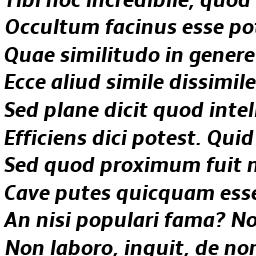 Tibi hoc incredibile, quod
Occultum facinus esse pot
Quae similitudo in genere
Ecce aliud simile dissimile
Sed plane dicit quod intell
Efficiens dici potest. Quid
Sed quod proximum fuit n
Cave putes quicquam esse
An nisi populari fama? No
Non laboro, inquit, de nom